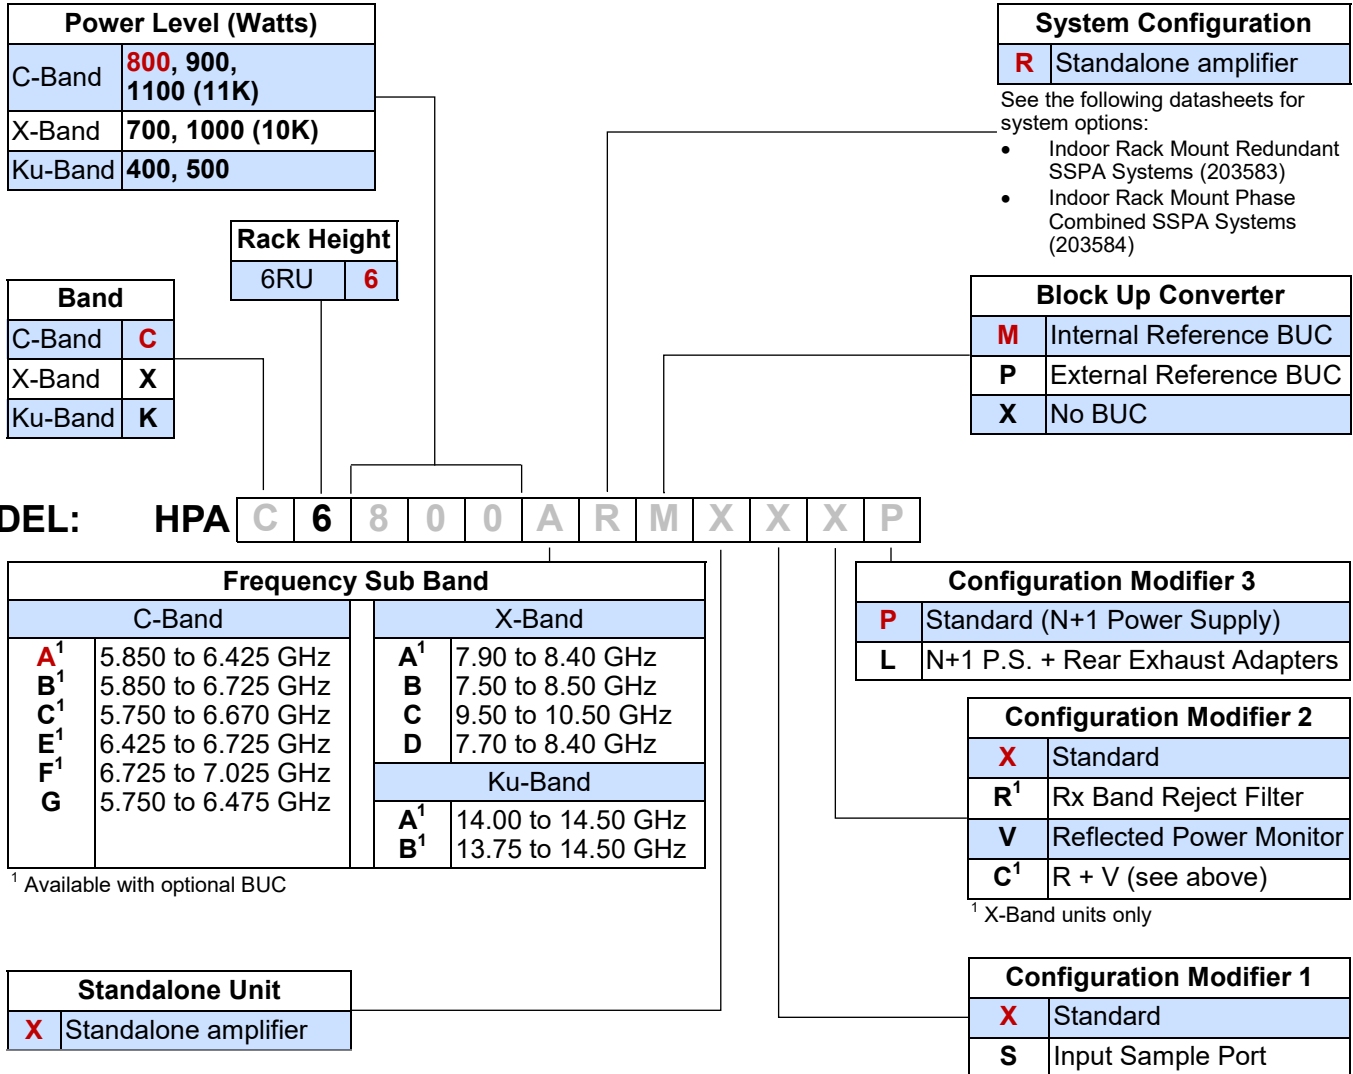 Power Level (Watts)
C-Band 800, 900,
1100 (11K)
X-Band 700, 1000 (10K)
Ku-Band 400, 500
System Configuration
R Standalone amplifier
See the following datasheets for
system options:
• Indoor Rack Mount Redundant
SSPA Systems (203583)
• Indoor Rack Mount Phase
Combined SSPA Systems
(203584)
Rack Height
6RU 6
Band
C-Band C
X-Band X
Ku-Band K
Block Up Converter
M Internal Reference BUC
P External Reference BUC
X No BUC
DEL: HPA C 6 8 0 0 A R M X X X P
Frequency Sub Band
C-Band
A¹ 5.850 to 6.425 GHz
B¹ 5.850 to 6.725 GHz
C¹ 5.750 to 6.670 GHz
E¹ 6.425 to 6.725 GHz
F¹ 6.725 to 7.025 GHz
G 5.750 to 6.475 GHz
X-Band
A¹ 7.90 to 8.40 GHz
B 7.50 to 8.50 GHz
C 9.50 to 10.50 GHz
D 7.70 to 8.40 GHz
Ku-Band
A¹ 14.00 to 14.50 GHz
B¹ 13.75 to 14.50 GHz
¹ Available with optional BUC
Configuration Modifier 3
P Standard (N+1 Power Supply)
L N+1 P.S. + Rear Exhaust Adapters
Configuration Modifier 2
X Standard
R¹ Rx Band Reject Filter
V Reflected Power Monitor
C¹ R + V (see above)
¹ X-Band units only
Standalone Unit
X Standalone amplifier
Configuration Modifier 1
X Standard
S Input Sample Port